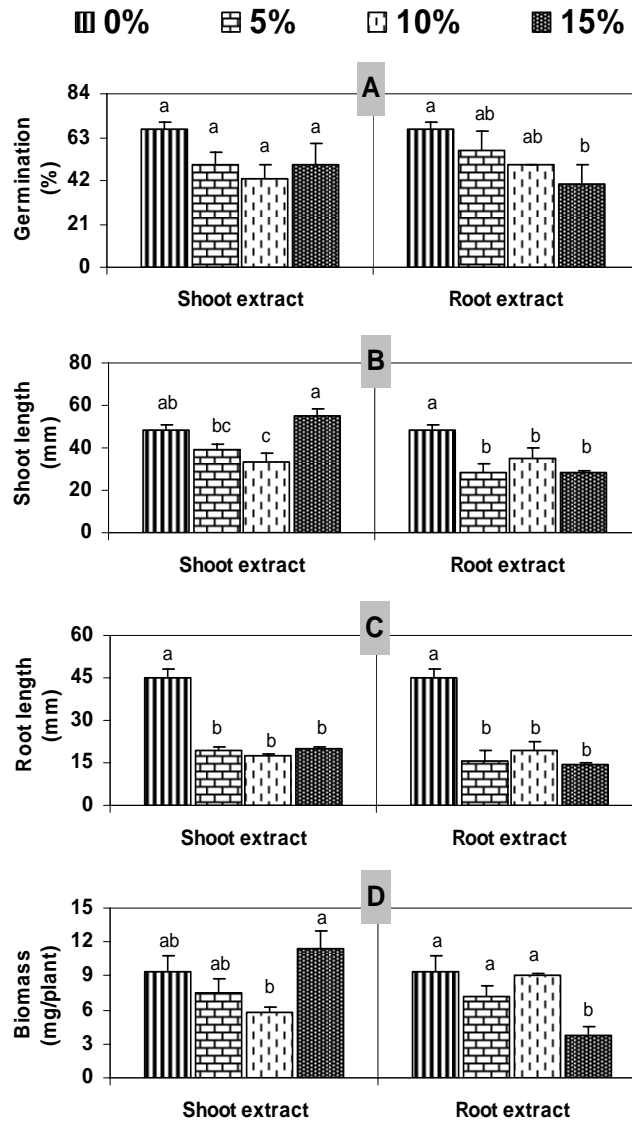 0% 5% 10% 15%
A
Germination
(%)
84
63
42
21
0
a a a a a ab ab b
Shoot extract Root extract
B
Shoot length
(mm)
80
60
40
20
0
ab bc c a a b b b
Shoot extract Root extract
C
Root length
(mm)
60
45
30
15
0
a b b b a b b b
Shoot extract Root extract
D
Biomass
(mg/plant)
15
12
9
6
3
0
ab ab b a a a a b
Shoot extract Root extract